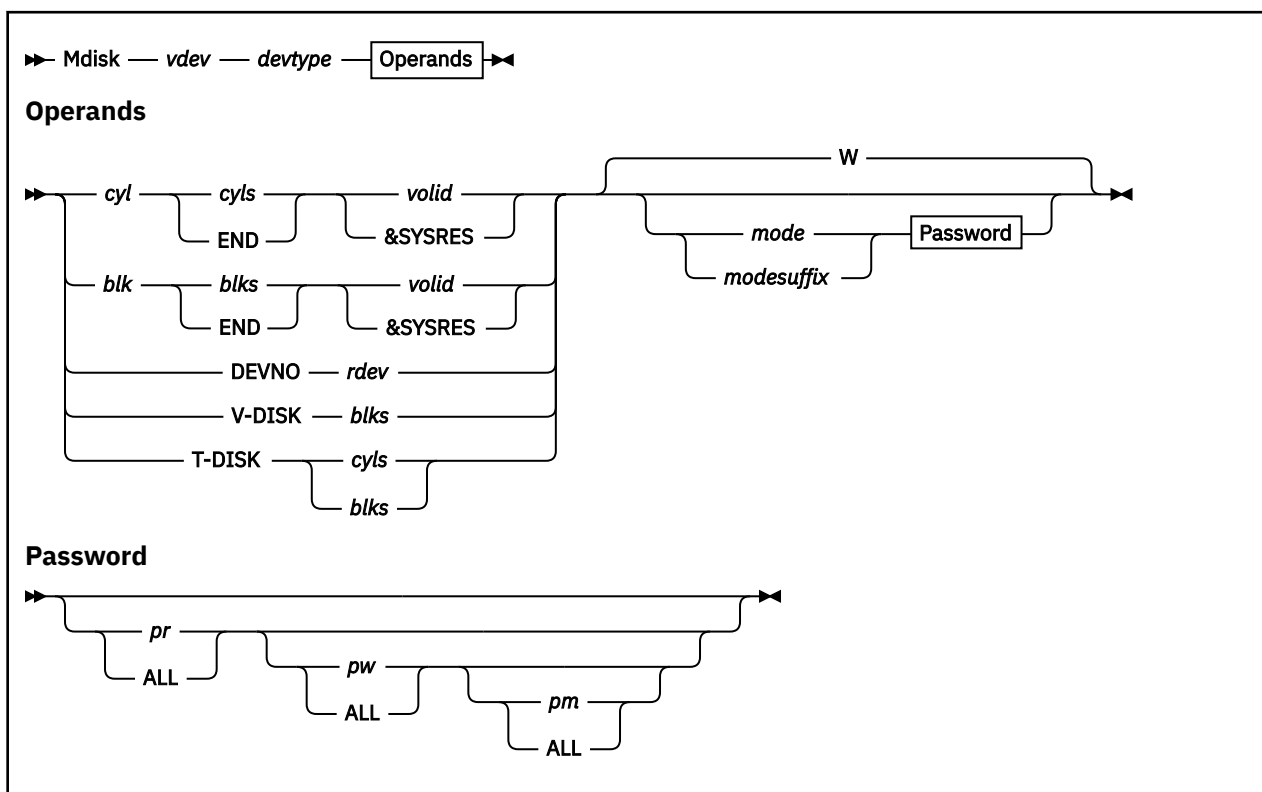 Mdisk vdev devtype Operands
Operands
W
cyl cyls volid
END &SYSRES
mode Password
modesuffix
blk blks volid
END &SYSRES
DEVNO rdev
V-DISK blks
T-DISK cyls
blks
Password
pr
ALL
pw
ALL
pm
ALL